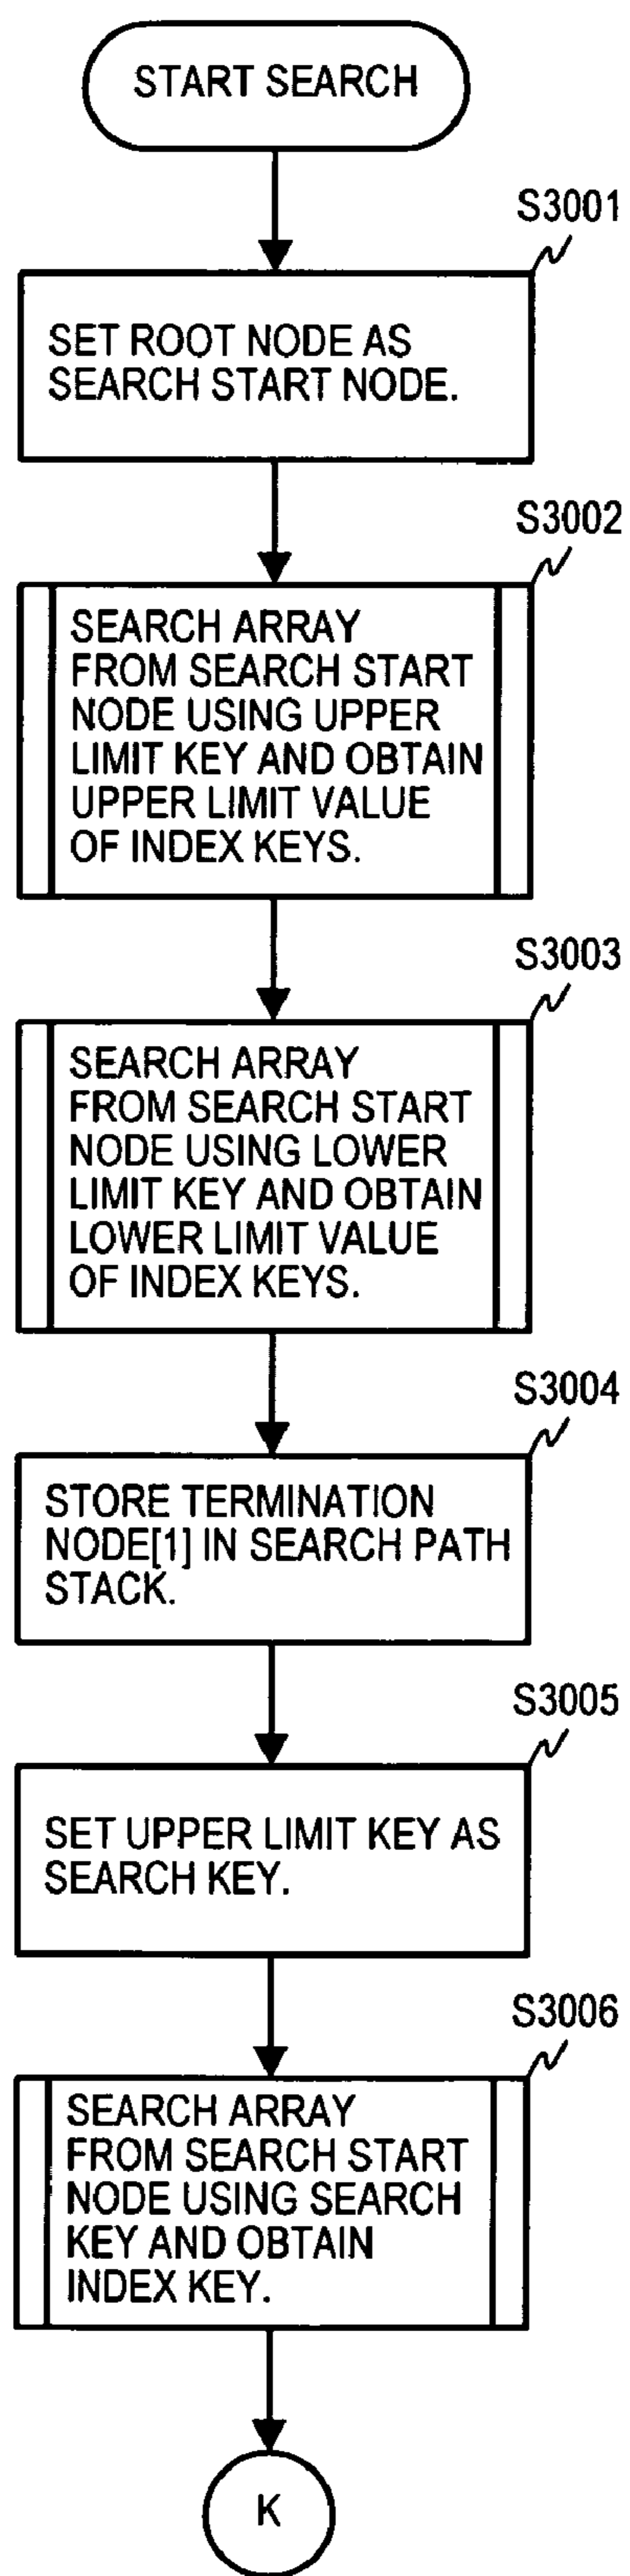 START SEARCH
S3001
SET ROOT NODE AS
SEARCH START NODE.
S3002
SEARCH ARRAY
FROM SEARCH START
NODE USING UPPER
LIMIT KEY AND OBTAIN
UPPER LIMIT VALUE
OF INDEX KEYS.
S3003
SEARCH ARRAY
FROM SEARCH START
NODE USING LOWER
LIMIT KEY AND OBTAIN
LOWER LIMIT VALUE
OF INDEX KEYS.
S3004
STORE TERMINATION
NODE[1] IN SEARCH PATH
STACK.
S3005
SET UPPER LIMIT KEY AS
SEARCH KEY.
S3006
SEARCH ARRAY
FROM SEARCH START
NODE USING SEARCH
KEY AND OBTAIN
INDEX KEY.
K